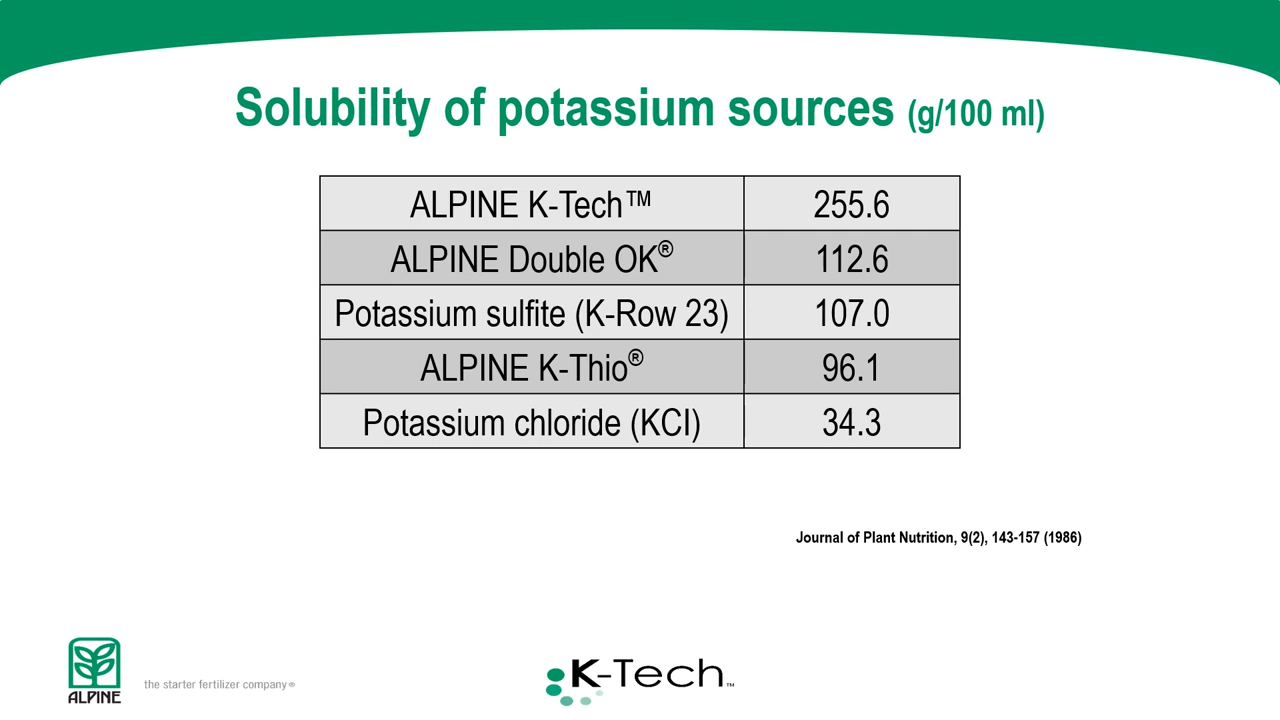 Solubility of potassium sources (g/100 ml)
ALPINE K-Tech™ 255.6
ALPINE Double OK® 112.6
Potassium sulfite (K-Row 23) 107.0
ALPINE K-Thio® 96.1
Potassium chloride (KCl) 34.3
Journal of Plant Nutrition, 9(2), 143-157 (1986)
ALPINE
the starter fertilizer company®
K-Tech™